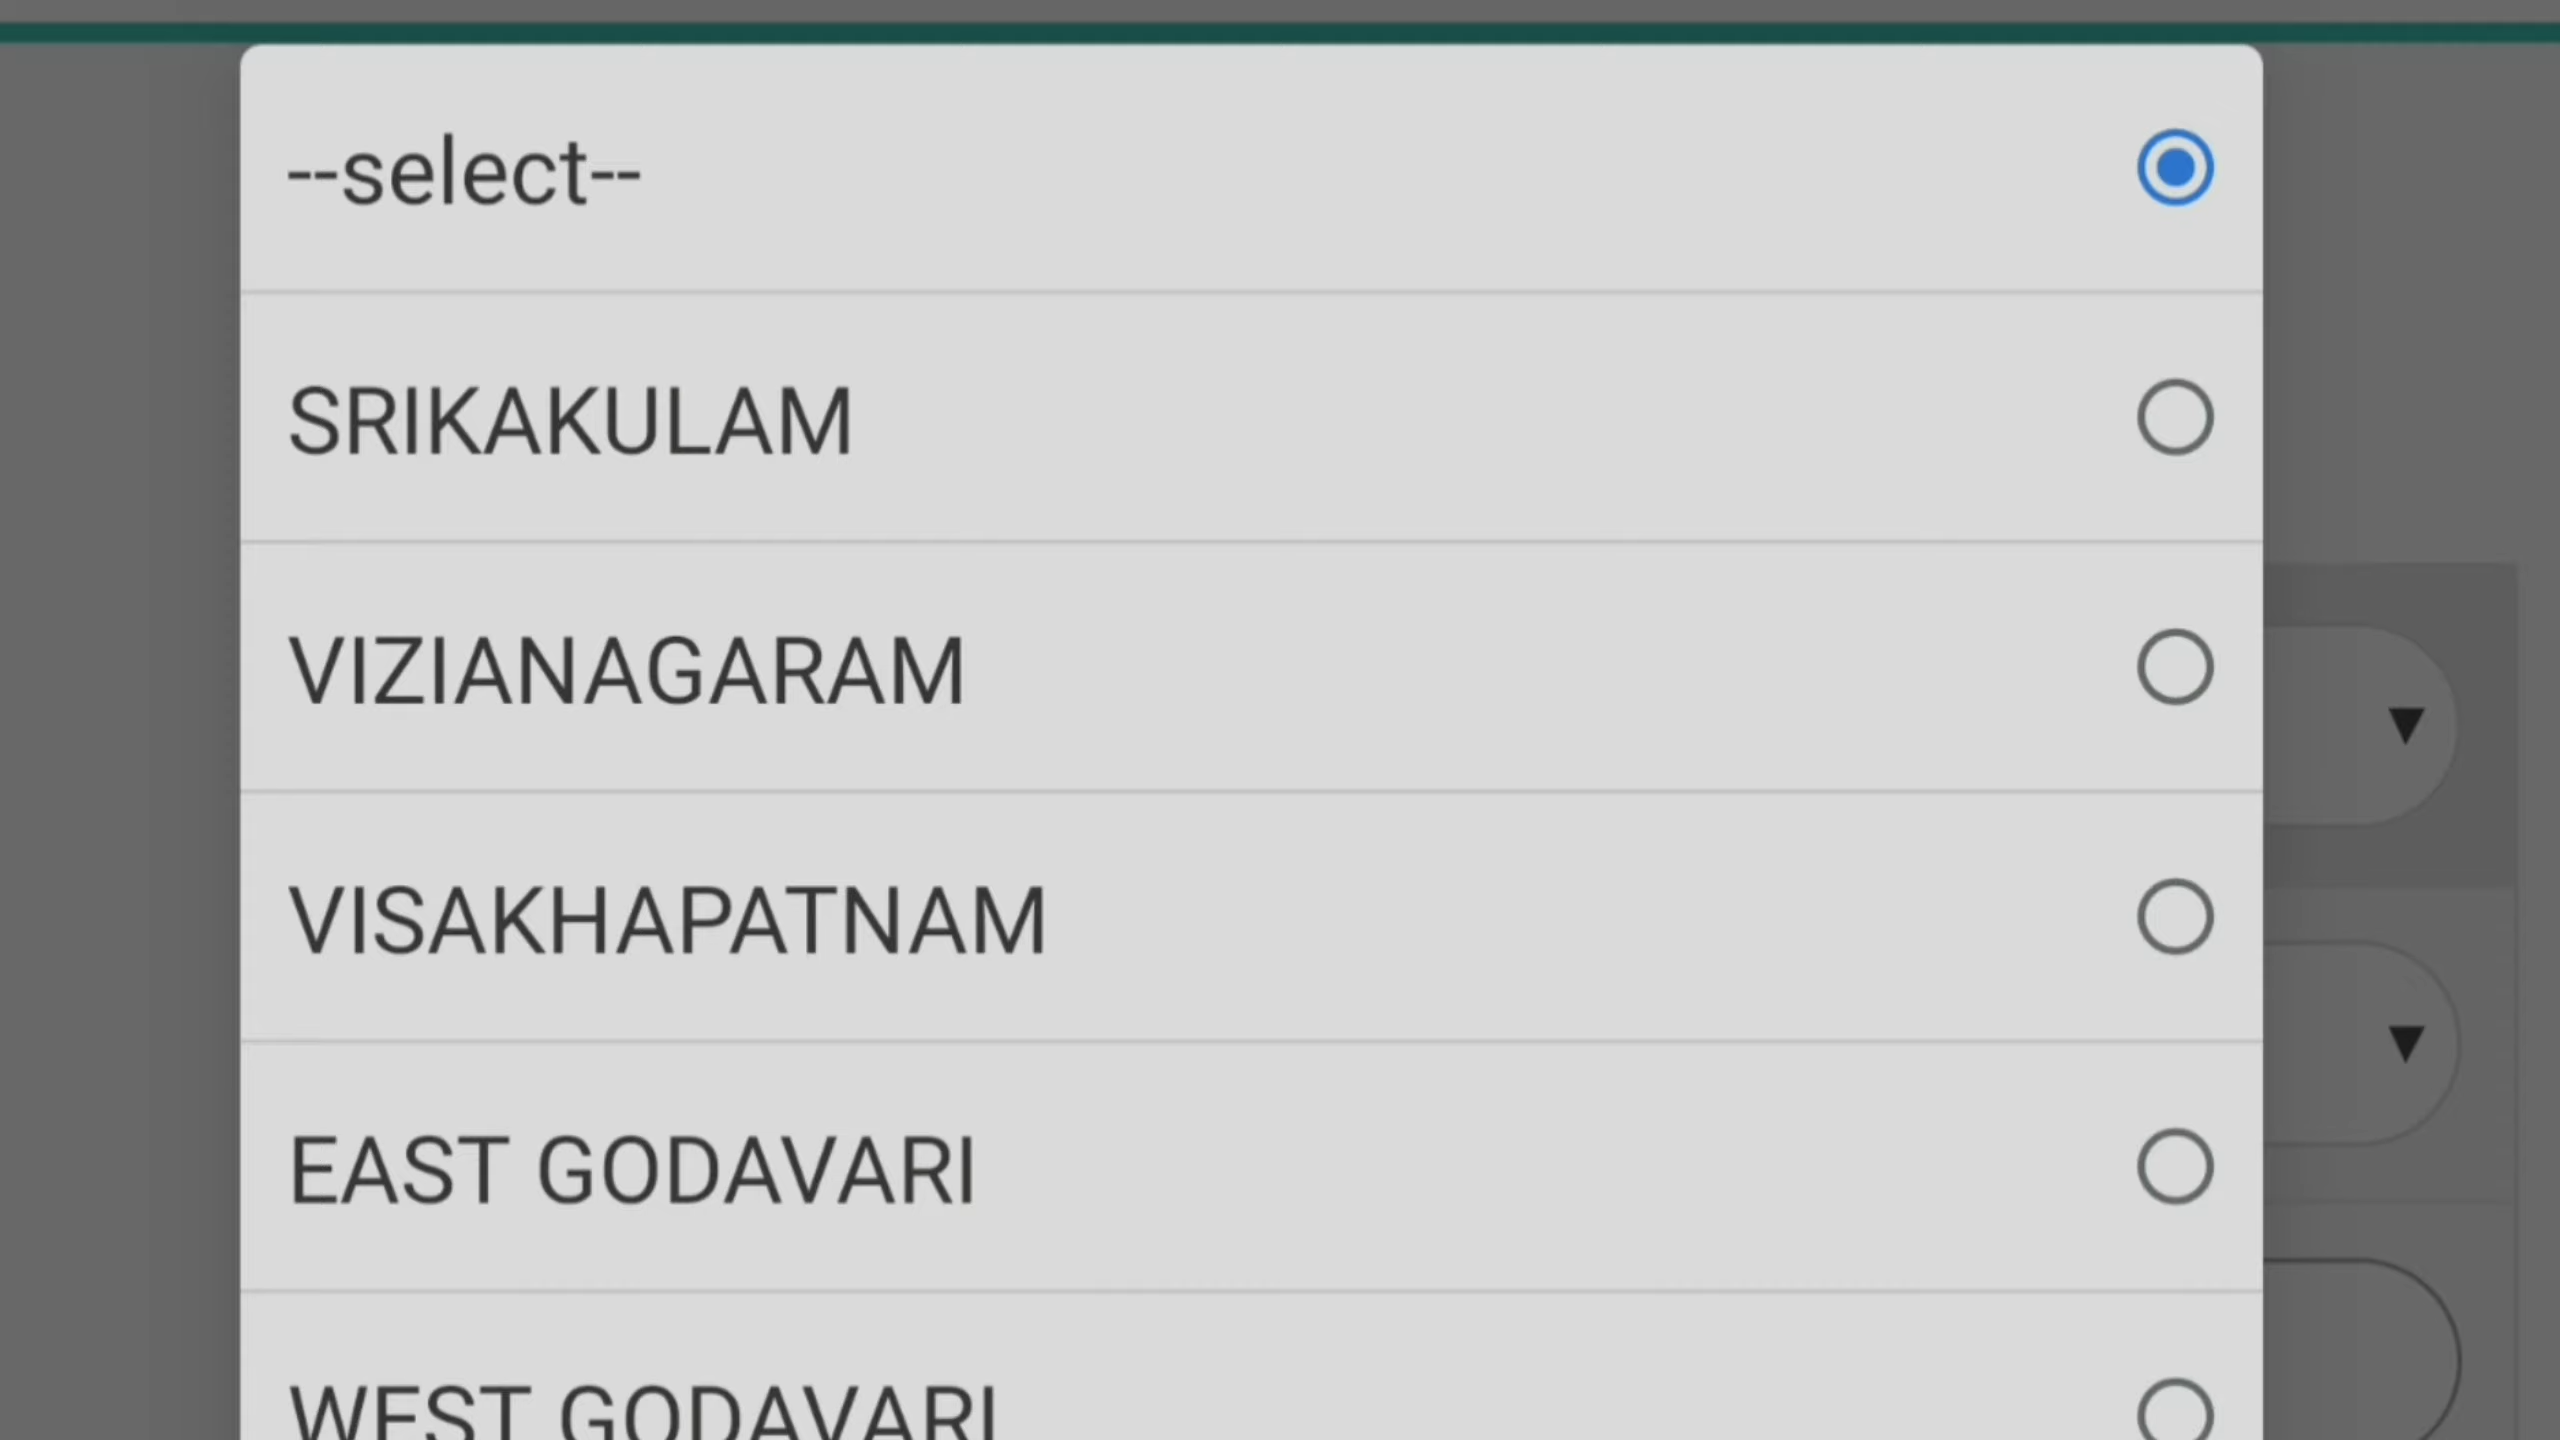 --select--
SRIKAKULAM
VIZIANAGARAM
VISAKHAPATNAM
EAST GODAVARI
WEST GODAVARI